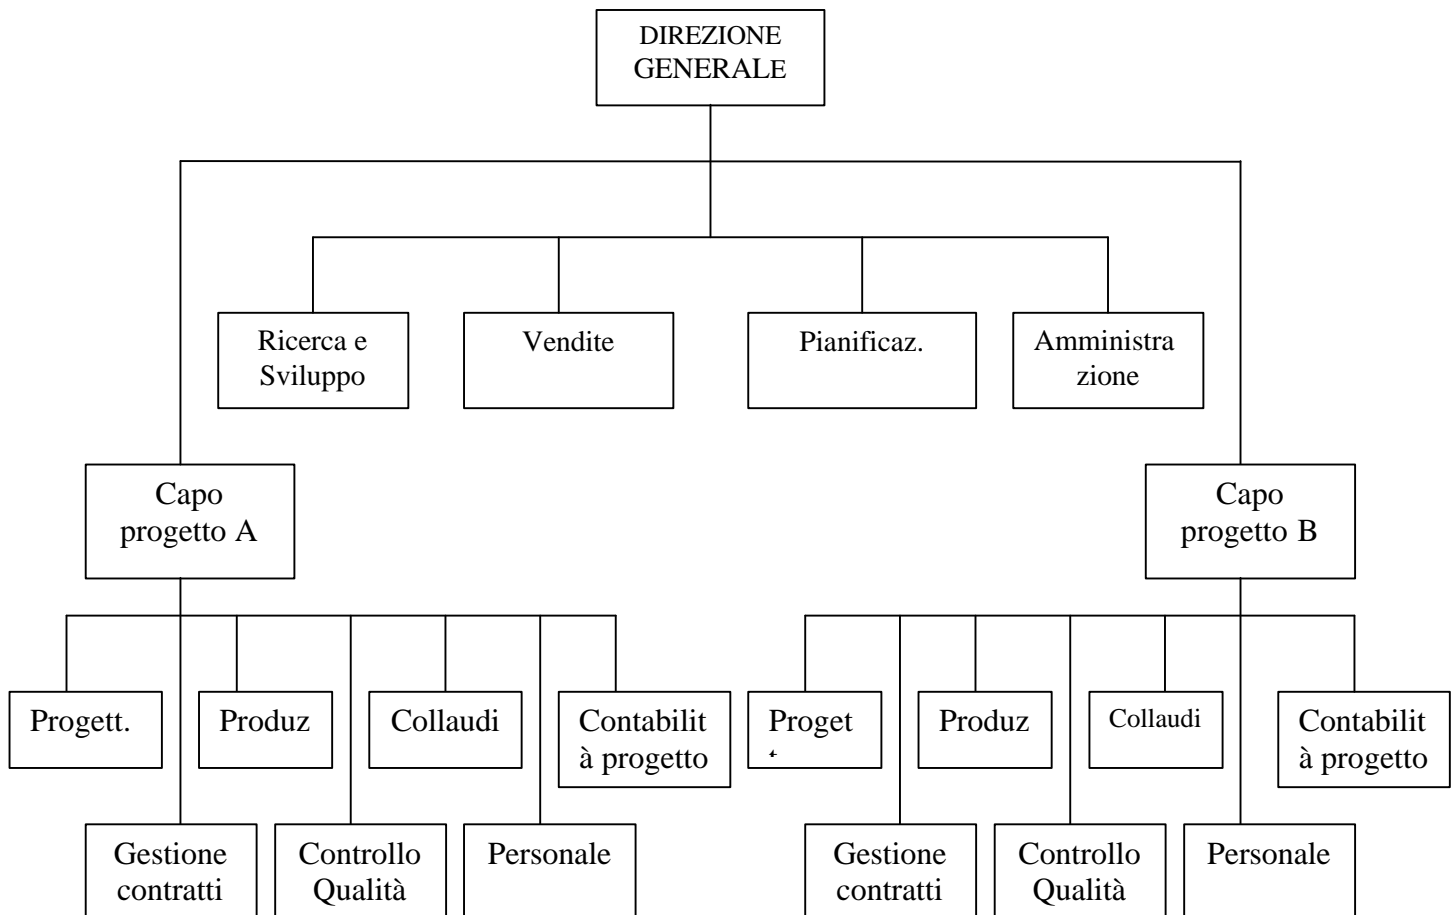 DIREZIONE
GENERALE
Ricerca e
Sviluppo
Vendite
Pianificaz.
Amministra
zione
Capo
progetto A
Capo
progetto B
Progett.
Produz
Collaudi
Contabilit
à progetto
Proget
Produz
Collaudi
Contabilit
à progetto
Gestione
contratti
Controllo
Qualità
Personale
Gestione
contratti
Controllo
Qualità
Personale